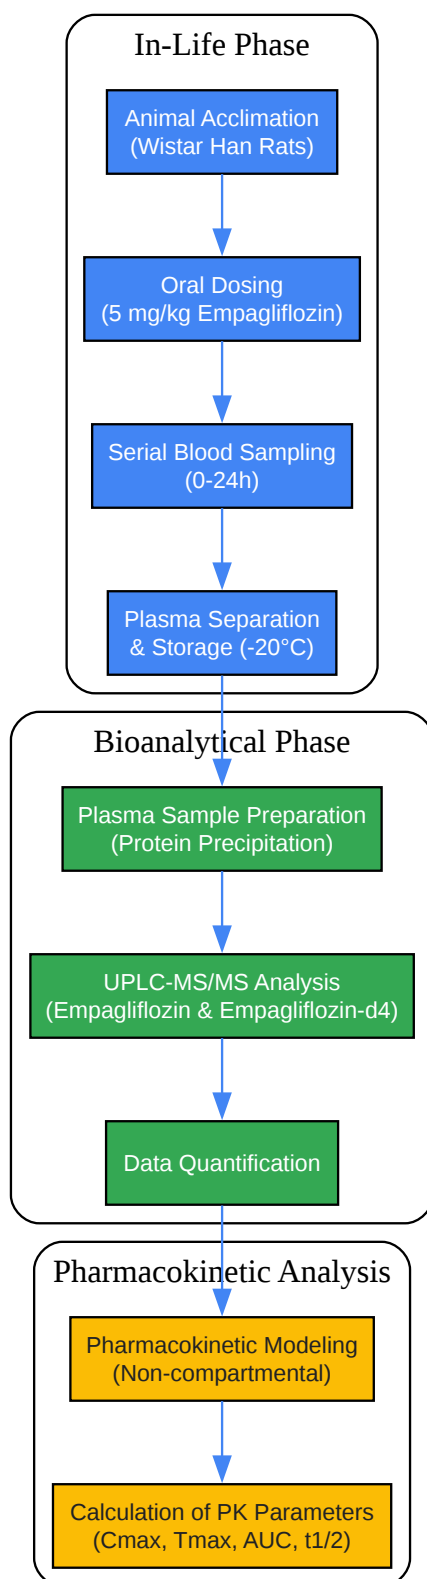 In-Life Phase
Animal Acclimation
(Wistar Han Rats)
Oral Dosing
(5 mg/kg Empagliflozin)
Serial Blood Sampling
(0-24h)
Plasma Separation
& Storage (-20°C)
Bioanalytical Phase
Plasma Sample Preparation
(Protein Precipitation)
UPLC-MS/MS Analysis
(Empagliflozin & Empagliflozin-d4)
Data Quantification
Pharmacokinetic Analysis
Pharmacokinetic Modeling
(Non-compartmental)
Calculation of PK Parameters
(Cmax, Tmax, AUC, t1/2)